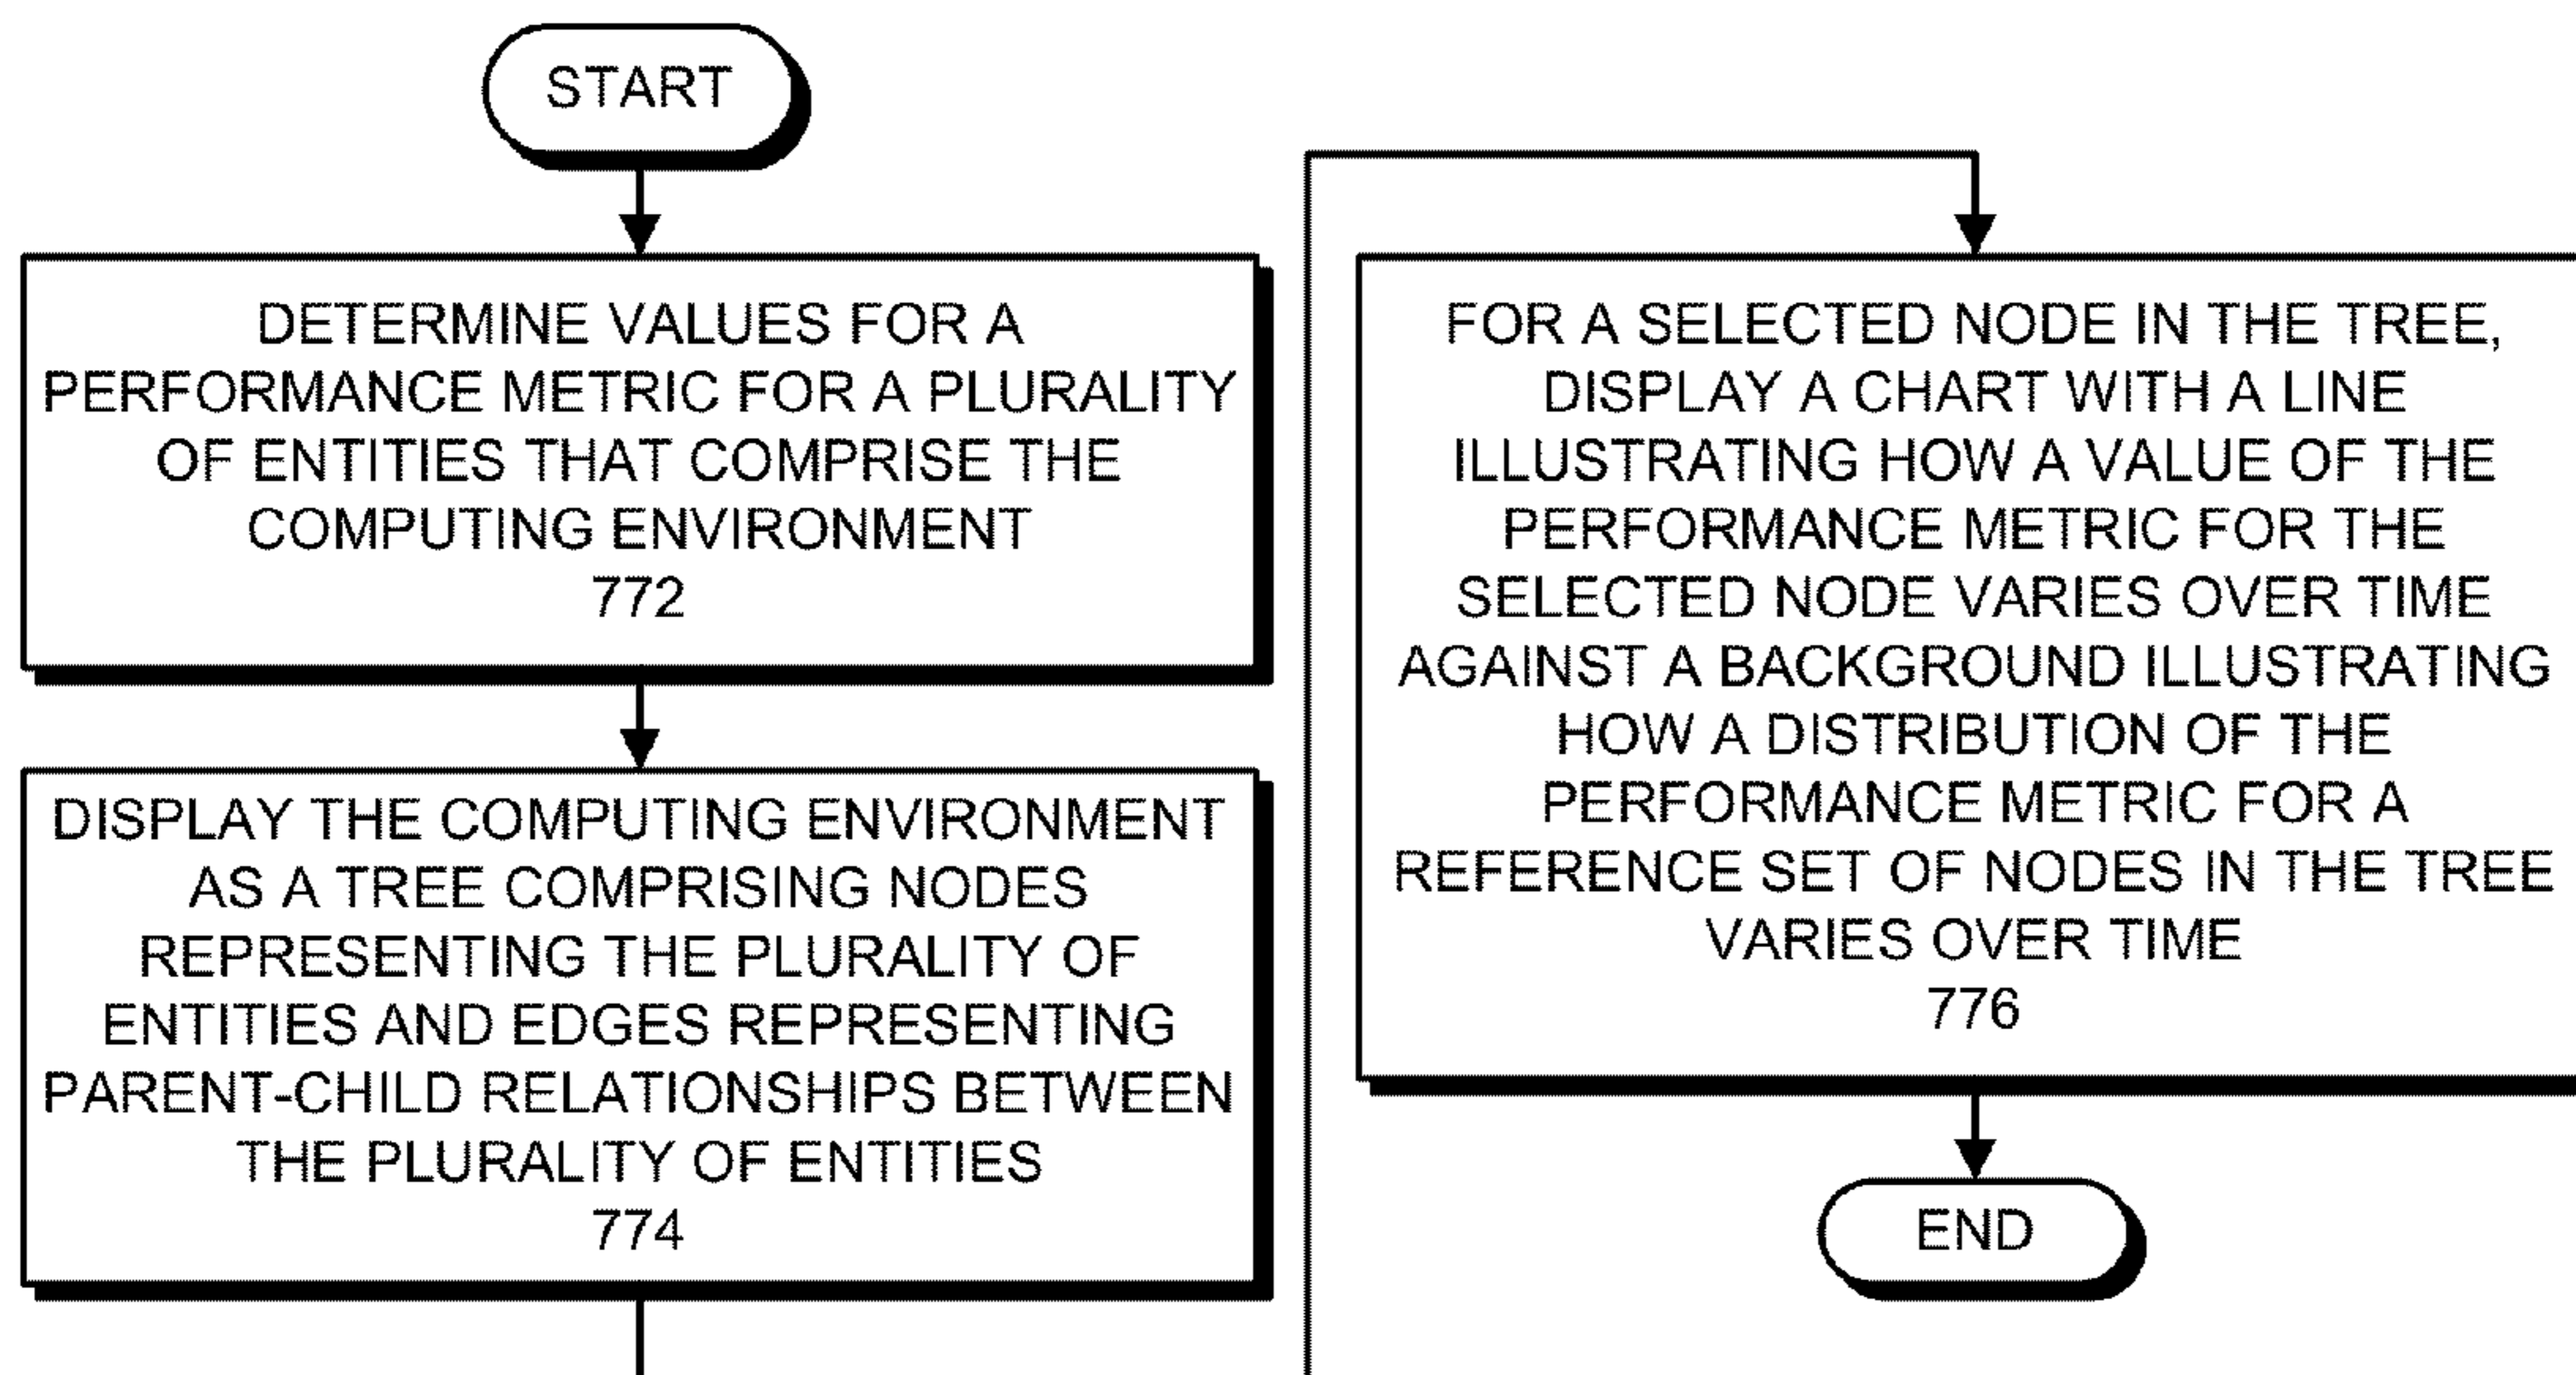 START
DETERMINE VALUES FOR A
PERFORMANCE METRIC FOR A PLURALITY
OF ENTITIES THAT COMPRISE THE
COMPUTING ENVIRONMENT
772
DISPLAY THE COMPUTING ENVIRONMENT
AS A TREE COMPRISING NODES
REPRESENTING THE PLURALITY OF
ENTITIES AND EDGES REPRESENTING
PARENT-CHILD RELATIONSHIPS BETWEEN
THE PLURALITY OF ENTITIES
774
FOR A SELECTED NODE IN THE TREE,
DISPLAY A CHART WITH A LINE
ILLUSTRATING HOW A VALUE OF THE
PERFORMANCE METRIC FOR THE
SELECTED NODE VARIES OVER TIME
AGAINST A BACKGROUND ILLUSTRATING
HOW A DISTRIBUTION OF THE
PERFORMANCE METRIC FOR A
REFERENCE SET OF NODES IN THE TREE
VARIES OVER TIME
776
END